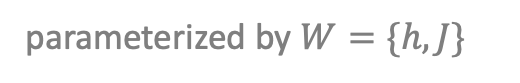 parameterized by W = {h, J}